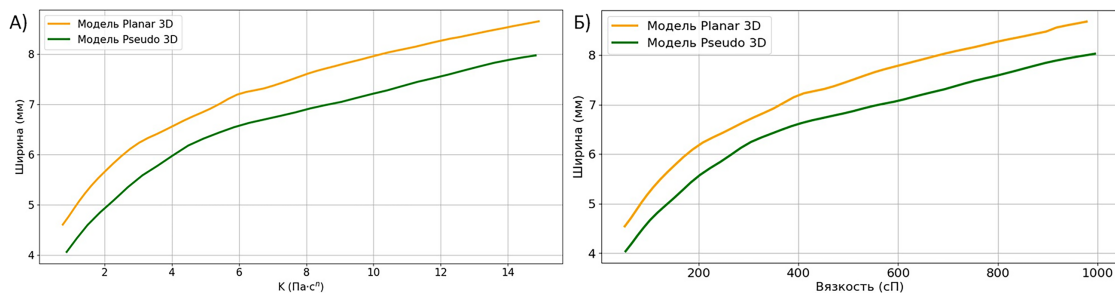 А)
Модель Planar 3D
Модель Pseudo 3D
8
7
6
5
4
Ширина (мм)
2
4
6
8
10
12
14
K (Па·сⁿ)
Б)
Модель Planar 3D
Модель Pseudo 3D
8
7
6
5
4
Ширина (мм)
200
400
600
800
1000
Вязкость (сП)